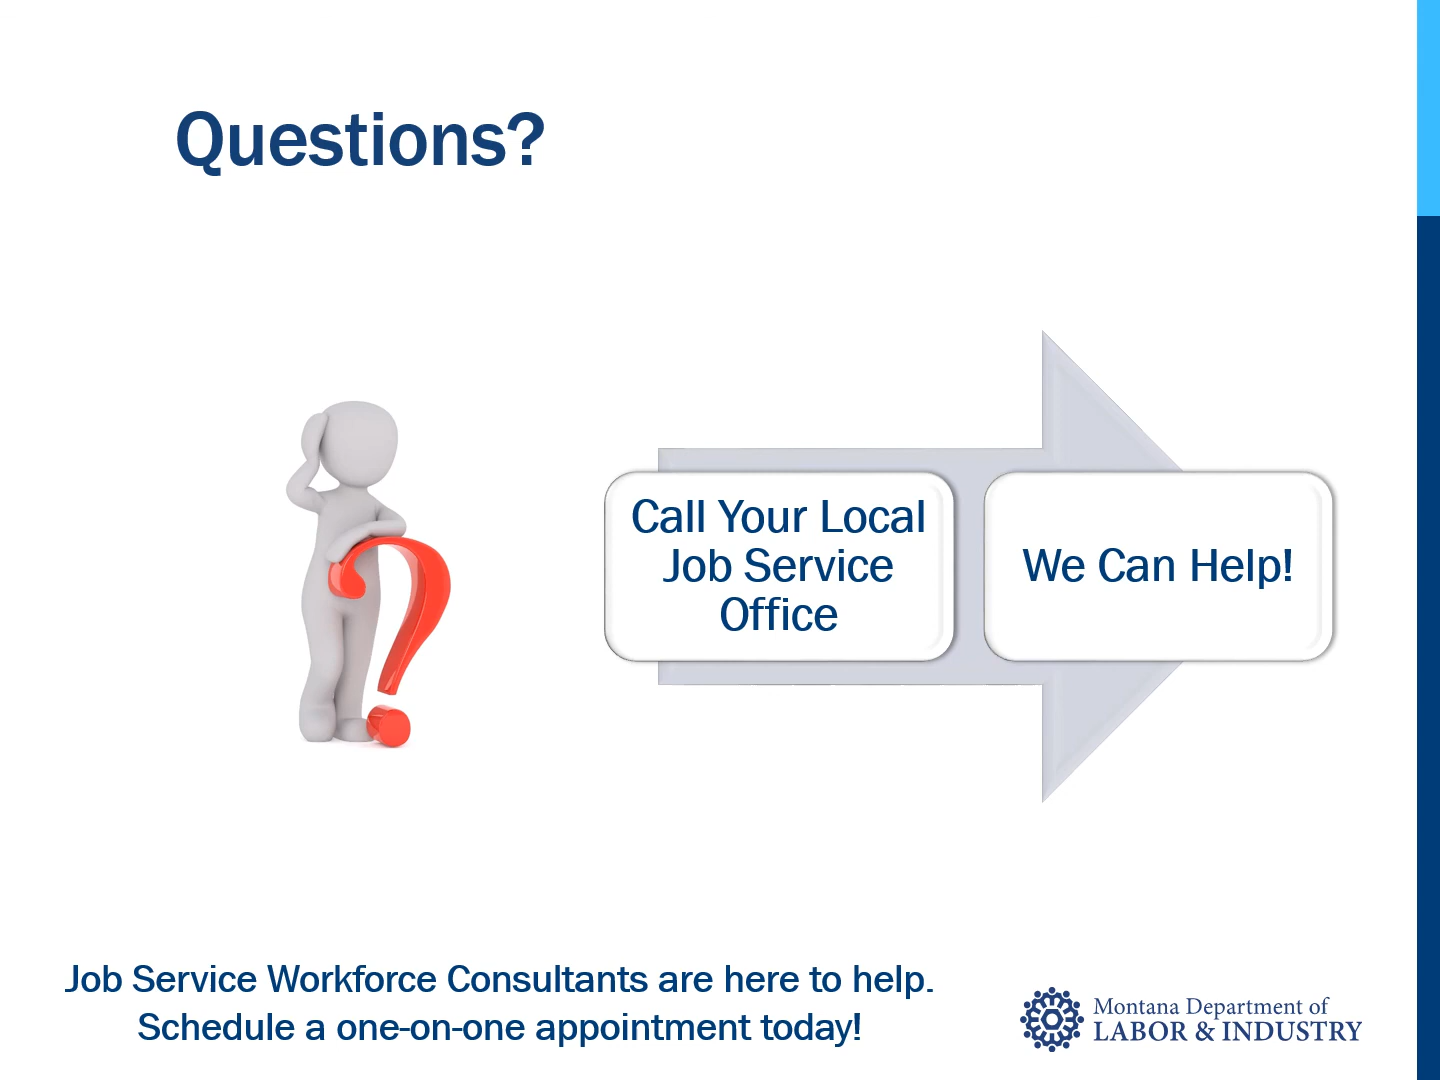 Questions?
Call Your Local
Job Service
Office
We Can Help!
Job Service Workforce Consultants are here to help.
Schedule a one-on-one appointment today!
Montana Department of
LABOR & INDUSTRY